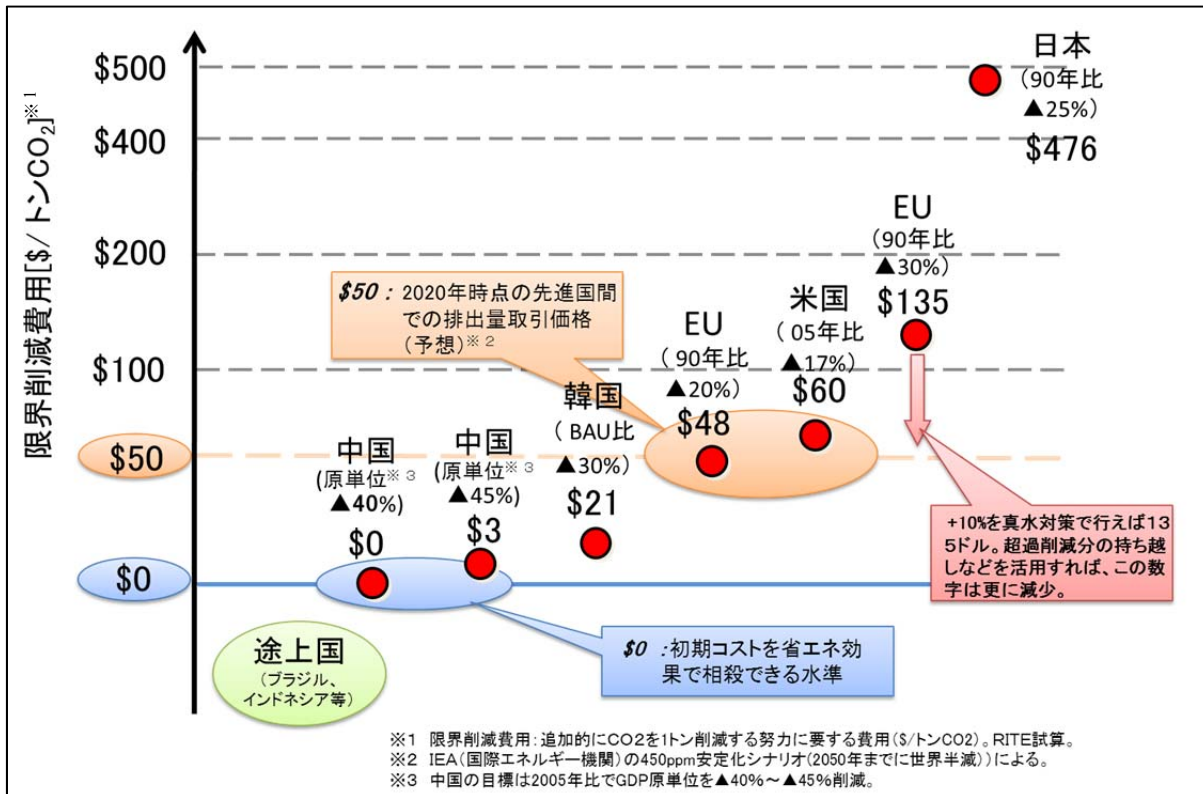 限界削減費用[$/トンCO2]※1
$500
$400
$200
$100
$50
$0
日本
(90年比
▲25%)
$476
EU
(90年比
▲30%)
$135
米国
( 05年比
▲17%)
$60
EU
( 90年比
▲20%)
$48
韓国
( BAU比
▲30%)
$21
中国
(原単位※3
▲45%)
$3
中国
(原単位※3
▲40%)
$0
$50 : 2020年時点の先進国間
での排出量取引価格
(予想)※2
+10%を真水対策で行えば13
5ドル。超過削減分の持ち越
しなどを活用すれば、この数
字は更に減少。
$0 :初期コストを省エネ効
果で相殺できる水準
途上国
(ブラジル、
インドネシア等)
※1 限界削減費用:追加的にCO2を1トン削減する努力に要する費用($/トンCO2)。RITE試算。
※2 IEA(国際エネルギー機関)の450ppm安定化シナリオ(2050年までに世界半減))による。
※3 中国の目標は2005年比でGDP原単位を▲40%～▲45%削減。